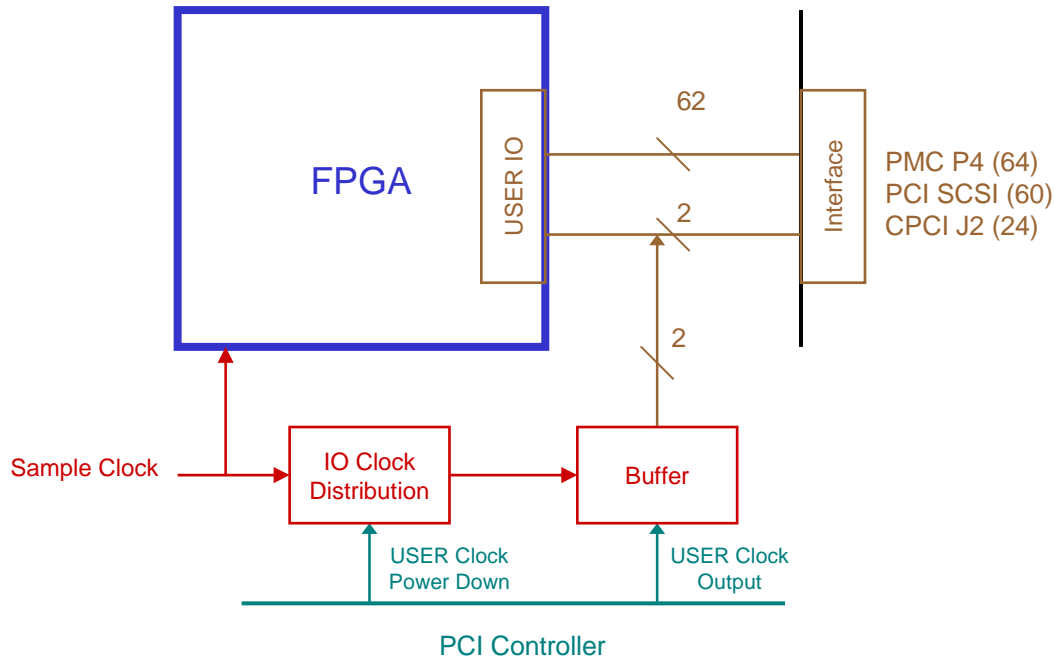 62
FPGA
USER IO
Interface
PMC P4 (64)
PCI SCSI (60)
CPCI J2 (24)
2
2
Sample Clock
IO Clock
Distribution
Buffer
USER Clock
Power Down
USER Clock
Output
PCI Controller